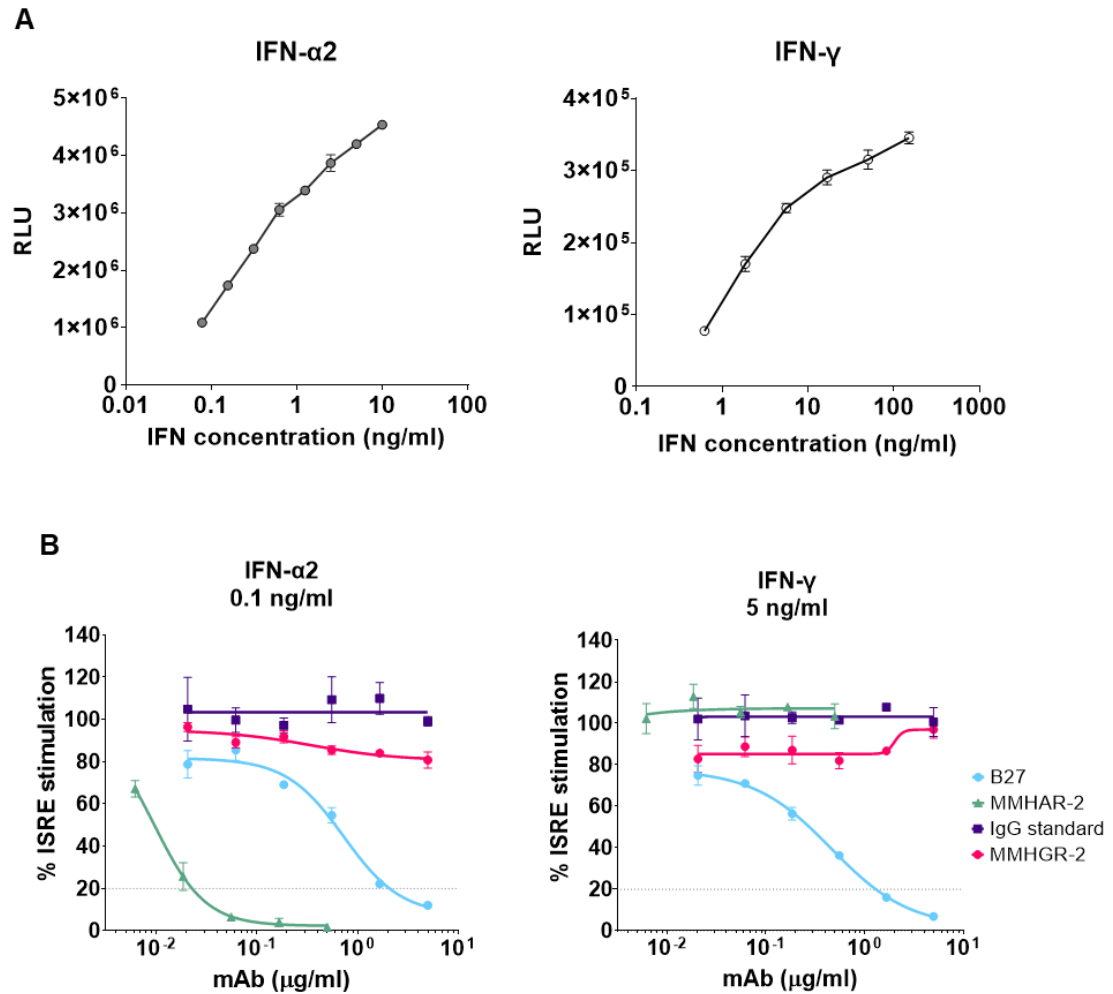 A
IFN-α2
IFN-γ
5×10⁶
4×10⁶
3×10⁶
2×10⁶
1×10⁶
0
RLU
0.01 0.1 1 10 100
IFN concentration (ng/ml)
4×10⁵
3×10⁵
2×10⁵
1×10⁵
0
RLU
0.1 1 10 100 1000
IFN concentration (ng/ml)
B
IFN-α2
0.1 ng/ml
140
120
100
80
60
40
20
0
% ISRE stimulation
10⁻² 10⁻¹ 10⁰ 10¹
mAb (μg/ml)
IFN-γ
5 ng/ml
140
120
100
80
60
40
20
0
% ISRE stimulation
10⁻² 10⁻¹ 10⁰ 10¹
mAb (μg/ml)
B27
MMHAR-2
IgG standard
MMHGR-2